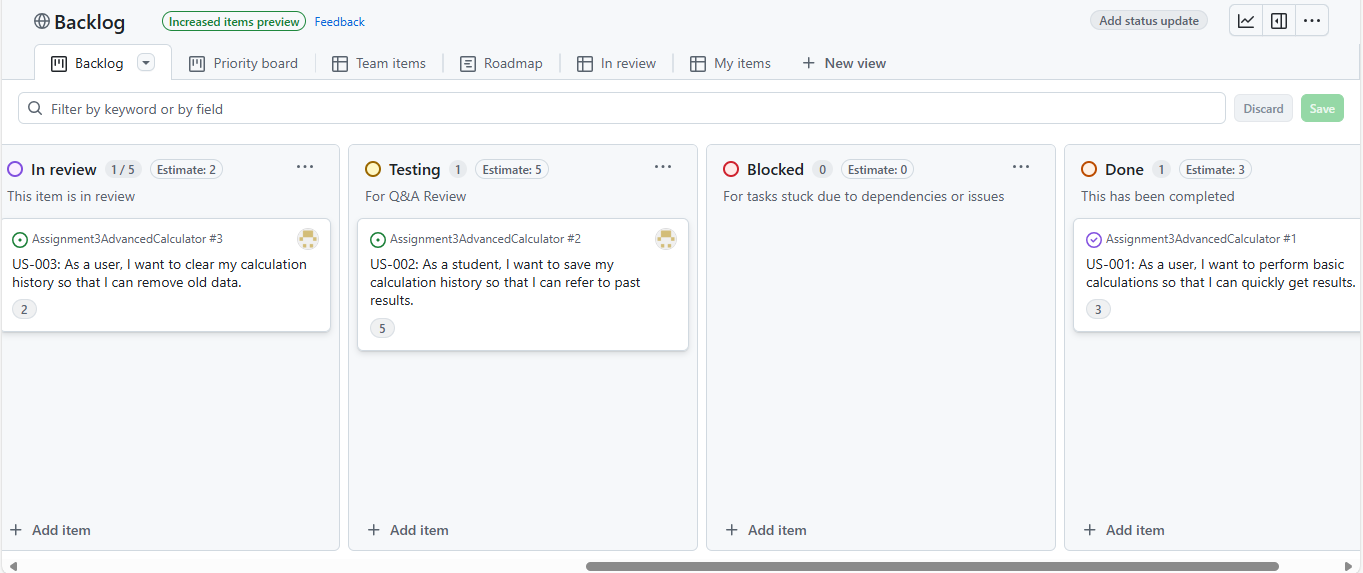 Backlog
Increased items preview
Feedback
Add status update
Backlog
Priority board
Team items
Roadmap
In review
My items
New view
Filter by keyword or by field
Discard
Save
In review
1 / 5
Estimate: 2
This item is in review
Assignment3AdvancedCalculator #3
US-003: As a user, I want to clear my calculation
history so that I can remove old data.
2
Add item
Testing
1
Estimate: 5
For Q&A Review
Assignment3AdvancedCalculator #2
US-002: As a student, I want to save my
calculation history so that I can refer to past
results.
5
Add item
Blocked
0
Estimate: 0
For tasks stuck due to dependencies or issues
Add item
Done
1
Estimate: 3
This has been completed
Assignment3AdvancedCalculator #1
US-001: As a user, I want to perform basic
calculations so that I can quickly get results.
3
Add item